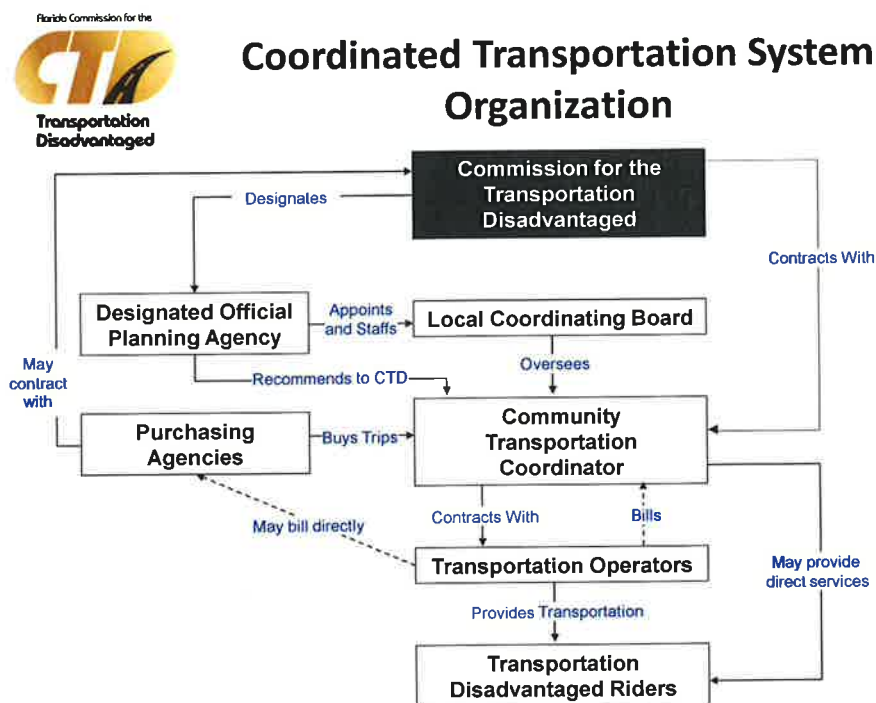 Florida Commission for the
CTD
Transportation
Disadvantaged
Coordinated Transportation System
Organization
Commission for the
Transportation
Disadvantaged
Designates
Contracts With
Designated Official
Planning Agency
Appoints
and Staffs
Local Coordinating Board
May
contract
with
Recommends to CTD
Oversees
Purchasing
Agencies
Buys Trips
Community
Transportation
Coordinator
May bill directly
Contracts With
Bills
Transportation Operators
May provide
direct services
Provides Transportation
Transportation
Disadvantaged Riders